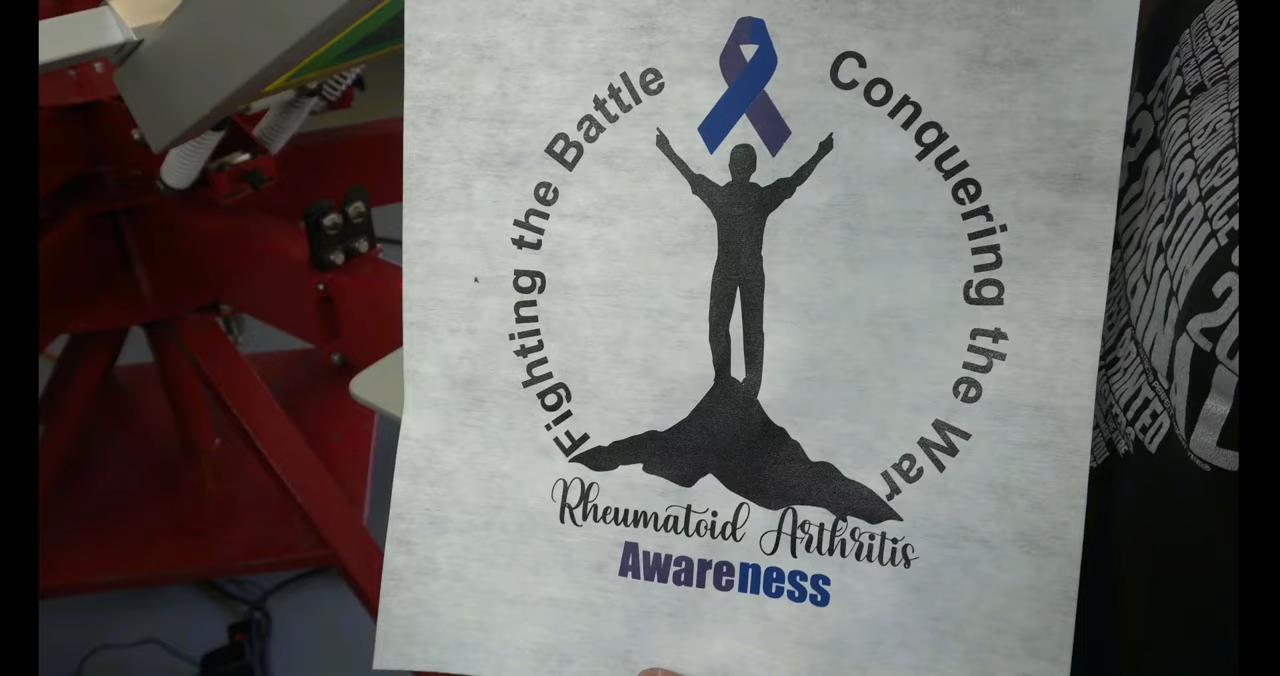 Fighting the Battle
Conquering the War
Rheumatoid Arthritis
Awareness